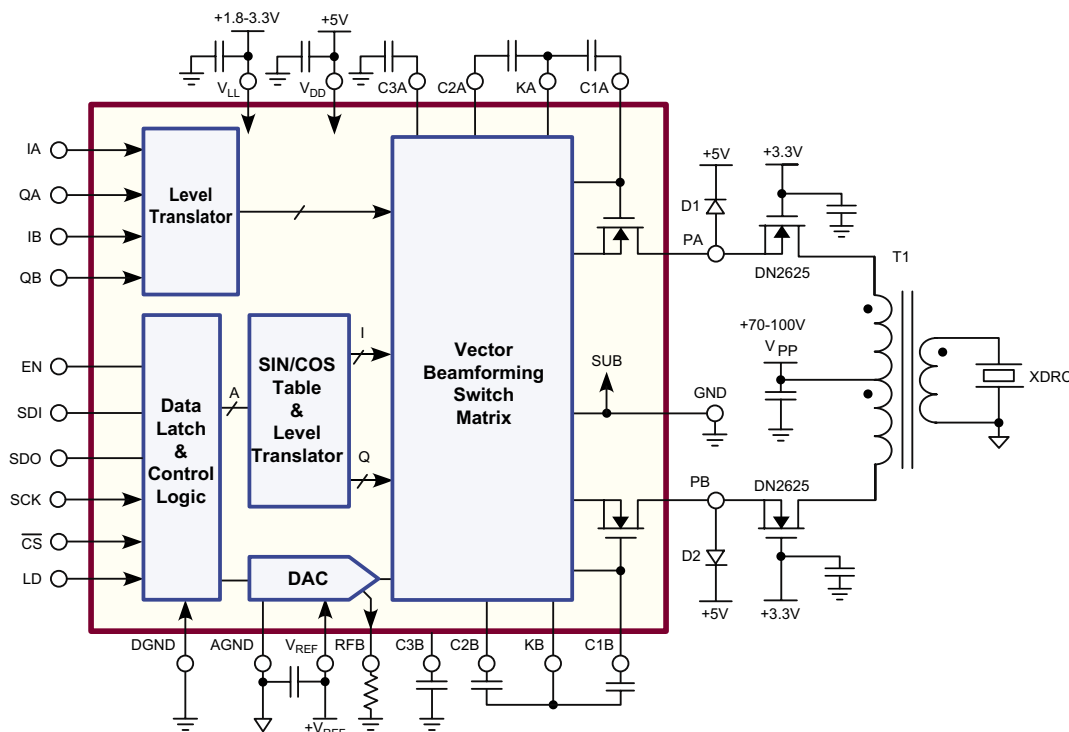 +1.8-3.3V
+5V
VLL
VDD
C3A
C2A
KA
C1A
IA
QA
IB
QB
Level
Translator
+5V
+3.3V
D1
PA
DN2625
T1
EN
SDI
SDO
SCK
CS
LD
Data
Latch
&
Control
Logic
A
SIN/COS
Table
&
Level
Translator
I
Q
Vector
Beamforming
Switch
Matrix
SUB
GND
+70-100V
VPP
XDRC
PB
DN2625
D2
+5V
+3.3V
DAC
DGND
AGND
VREF
RFB
C3B
C2B
KB
C1B
+VREF